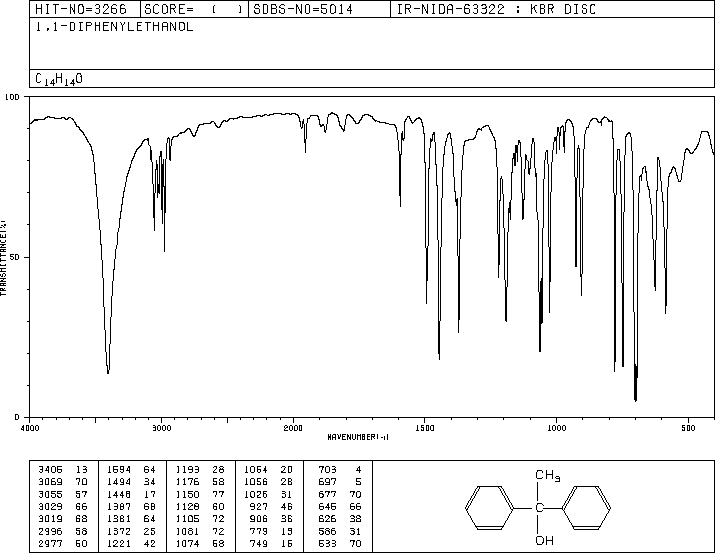 HIT-NO=3266 SCORE= ( ) SDBS-NO=5014 IR-NIDA-63322 : KBR DISC
1,1-DIPHENYLETHANOL
C14H14O
100
50
0
TRANSMITTANCE(%)
4000 3000 2000 1500 1000 500
WAVENUMBER(-1)
3405 13 1594 64 1193 28 1064 20 703 4
3069 70 1494 34 1176 58 1056 28 697 5
3055 57 1448 17 1150 77 1026 31 677 70
3029 66 1387 68 1128 60 927 46 645 66
3019 68 1381 64 1105 72 906 36 626 38
2996 58 1372 25 1081 72 779 13 586 31
2977 50 1221 42 1074 68 749 15 533 70
CH3
C
OH